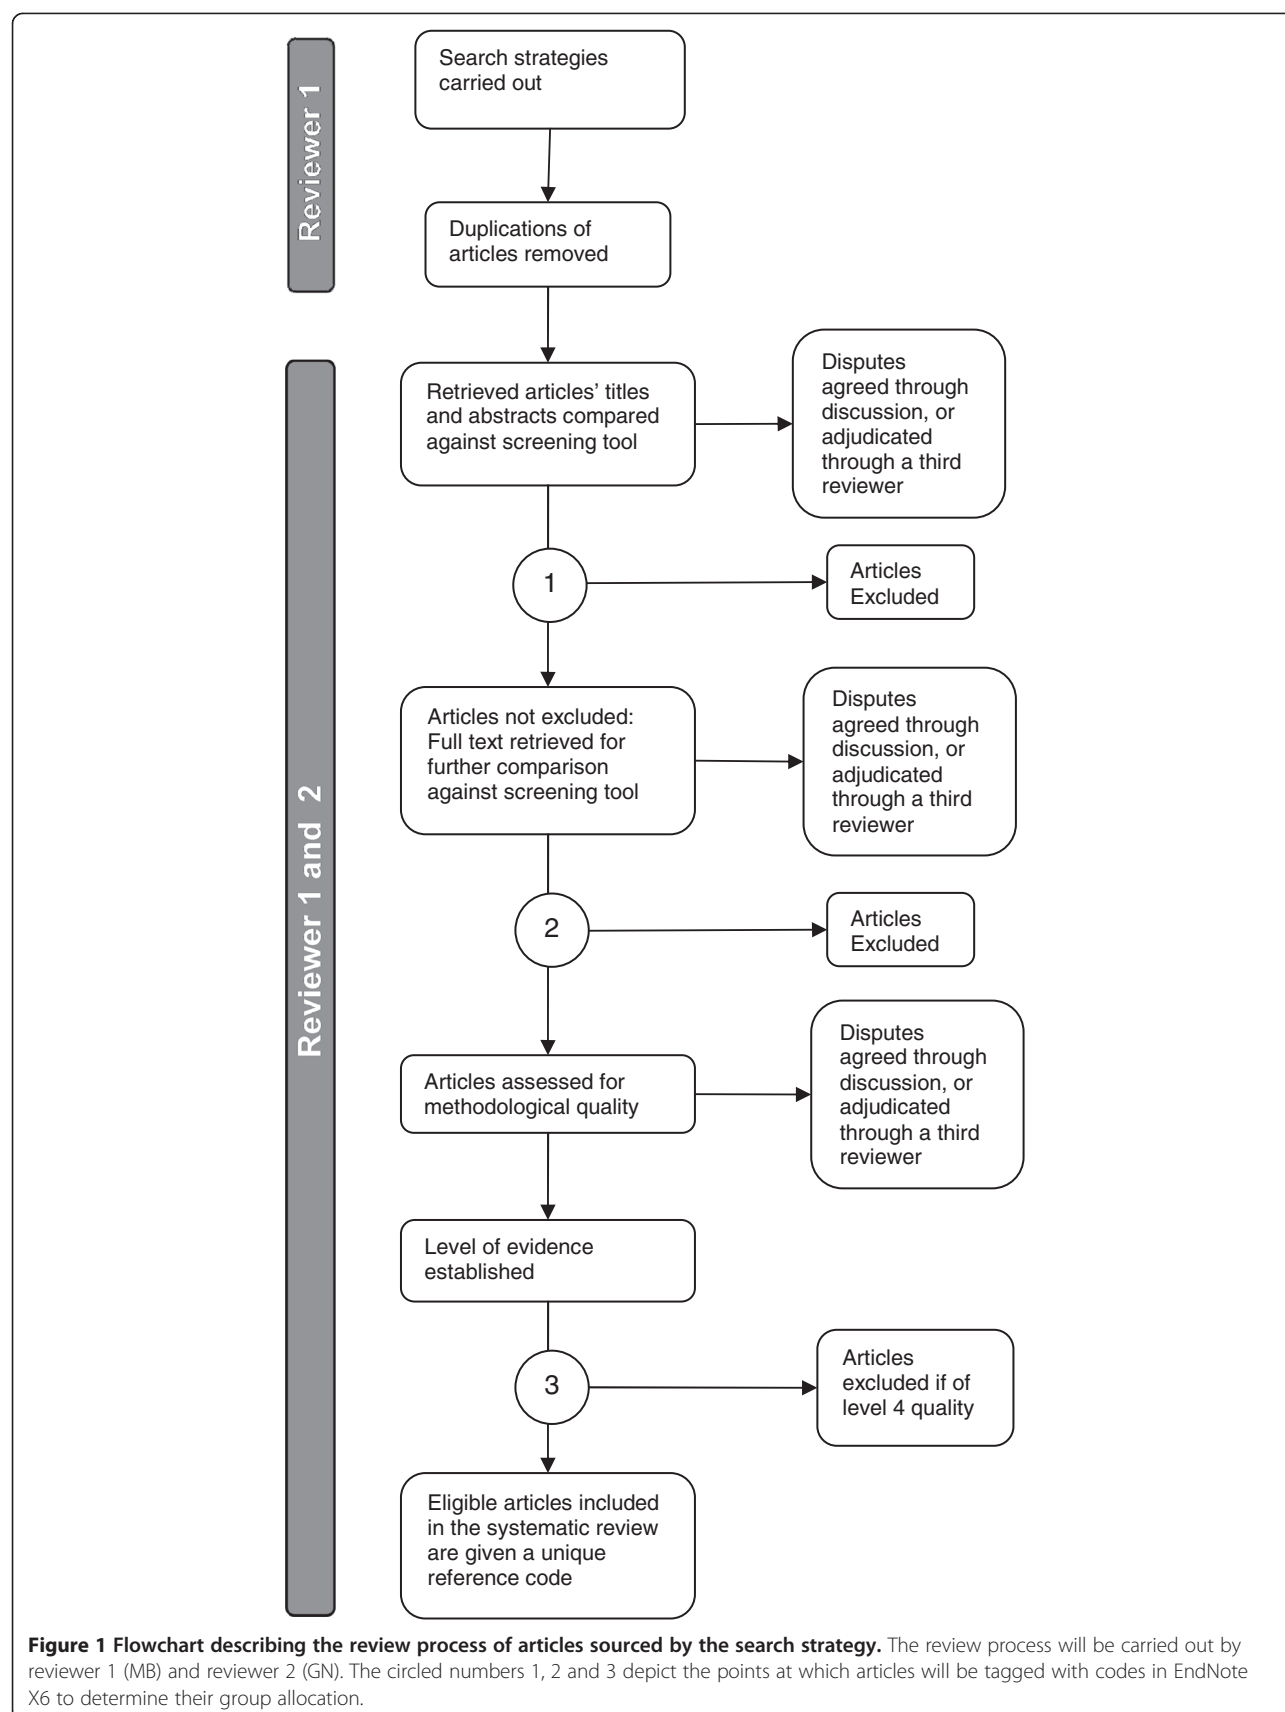 Reviewer 1
Search strategies
carried out
Duplications of
articles removed
Reviewer 1 and 2
Retrieved articles’ titles
and abstracts compared
against screening tool
Disputes
agreed through
discussion, or
adjudicated
through a third
reviewer
1
Articles
Excluded
Articles not excluded:
Full text retrieved for
further comparison
against screening tool
Disputes
agreed through
discussion, or
adjudicated
through a third
reviewer
2
Articles
Excluded
Articles assessed for
methodological quality
Disputes
agreed through
discussion, or
adjudicated
through a third
reviewer
Level of evidence
established
3
Articles
excluded if of
level 4 quality
Eligible articles included
in the systematic review
are given a unique
reference code
Figure 1 Flowchart describing the review process of articles sourced by the search strategy. The review process will be carried out by
reviewer 1 (MB) and reviewer 2 (GN). The circled numbers 1, 2 and 3 depict the points at which articles will be tagged with codes in EndNote
X6 to determine their group allocation.